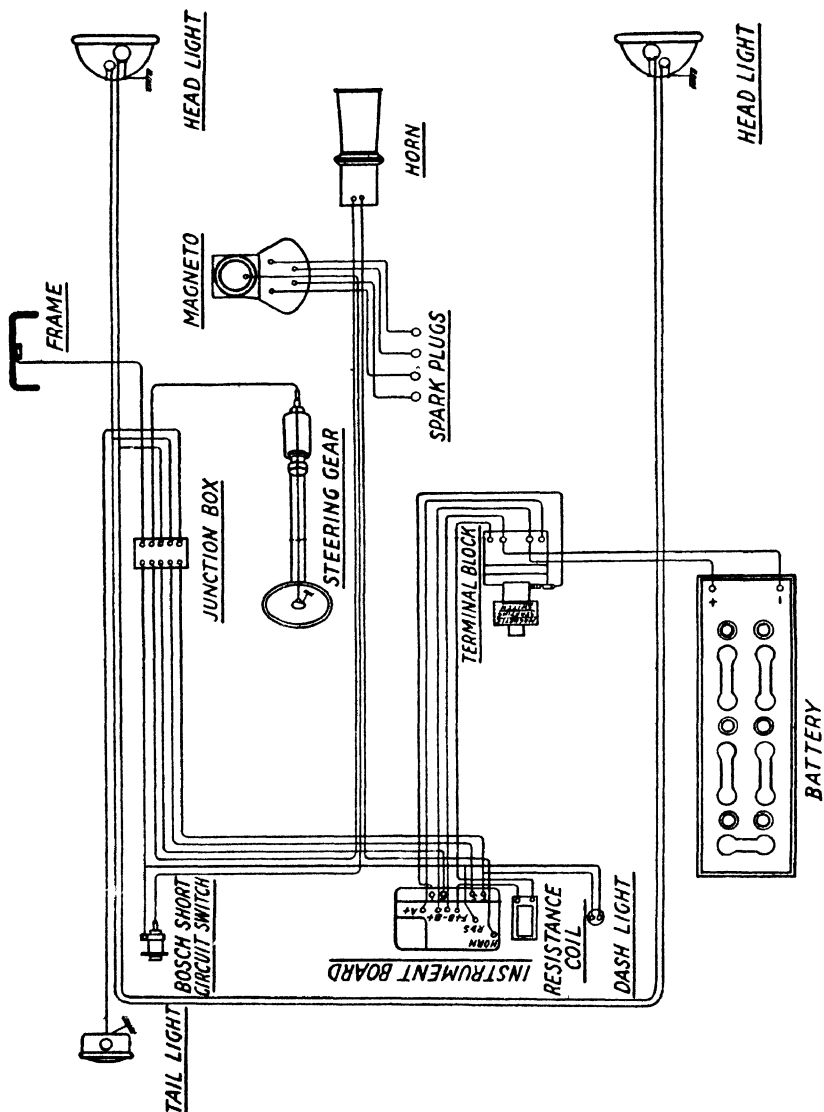 HEAD LIGHT
HEAD LIGHT
HORN
MAGNETO
FRAME
SPARK PLUGS
STEERING GEAR
JUNCTION BOX
TERMINAL BLOCK
+
-
BATTERY
BOSCH SHORT
CIRCUIT SWITCH
A+
F+B-B+
R&S
HORN
INSTRUMENT BOARD
RESISTANCE
COIL
DASH LIGHT
TAIL LIGHT